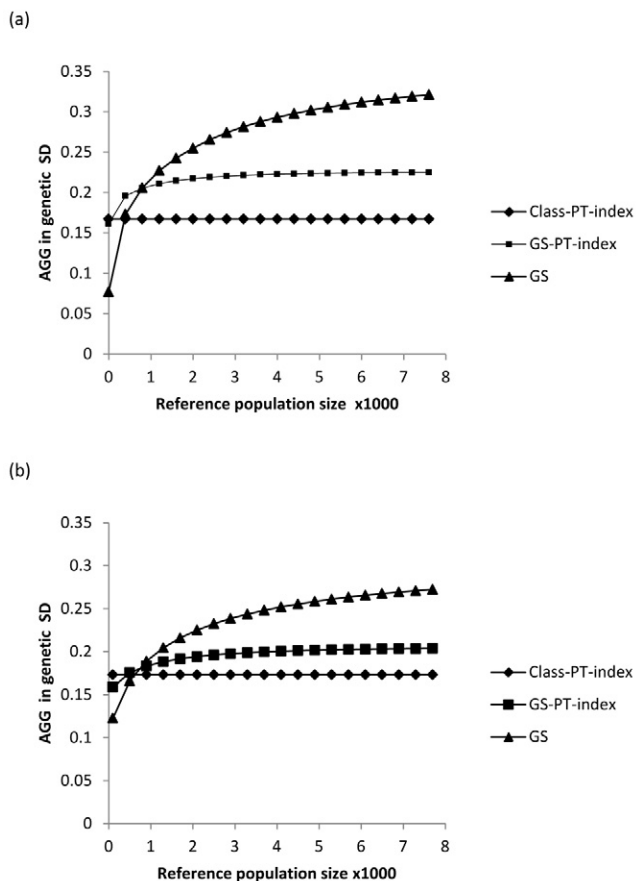 (a)
0.35
0.3
0.25
0.2
0.15
0.1
0.05
0
AGG in genetic SD
0 1 2 3 4 5 6 7 8
Reference population size x1000
Class-PT-index
GS-PT-index
GS
(b)
0.35
0.3
0.25
0.2
0.15
0.1
0.05
0
AGG in genetic SD
0 1 2 3 4 5 6 7 8
Reference population size x1000
Class-PT-index
GS-PT-index
GS